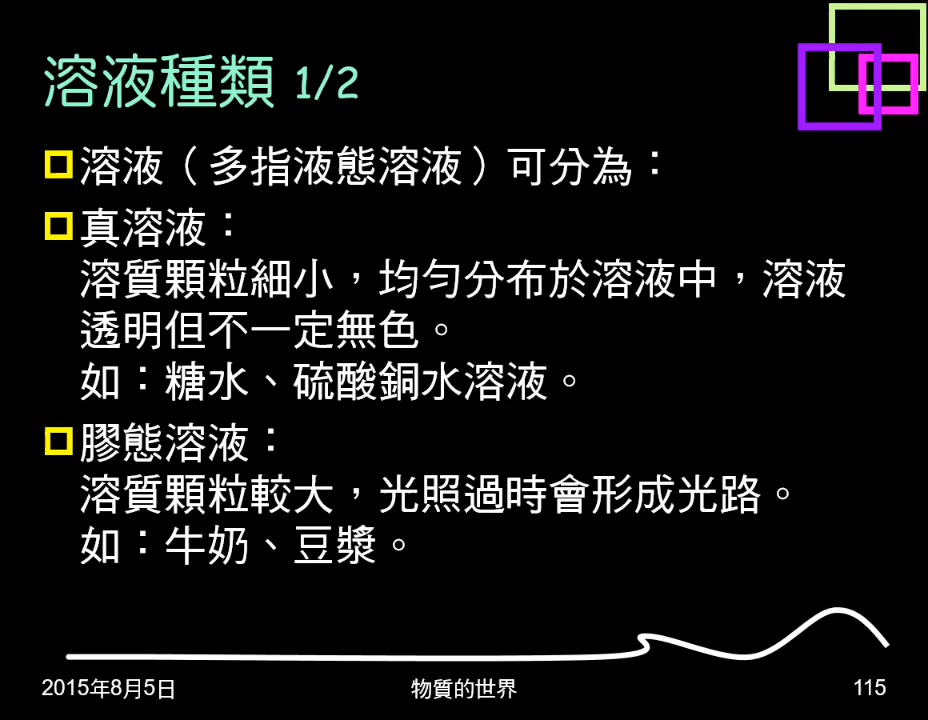 溶液種類 1/2
溶液（多指液態溶液）可分為：
真溶液：
溶質顆粒細小，均勻分布於溶液中，溶液
透明但不一定無色。
如：糖水、硫酸銅水溶液。
膠態溶液：
溶質顆粒較大，光照過時會形成光路。
如：牛奶、豆漿。
2015年8月5日
物質的世界
115